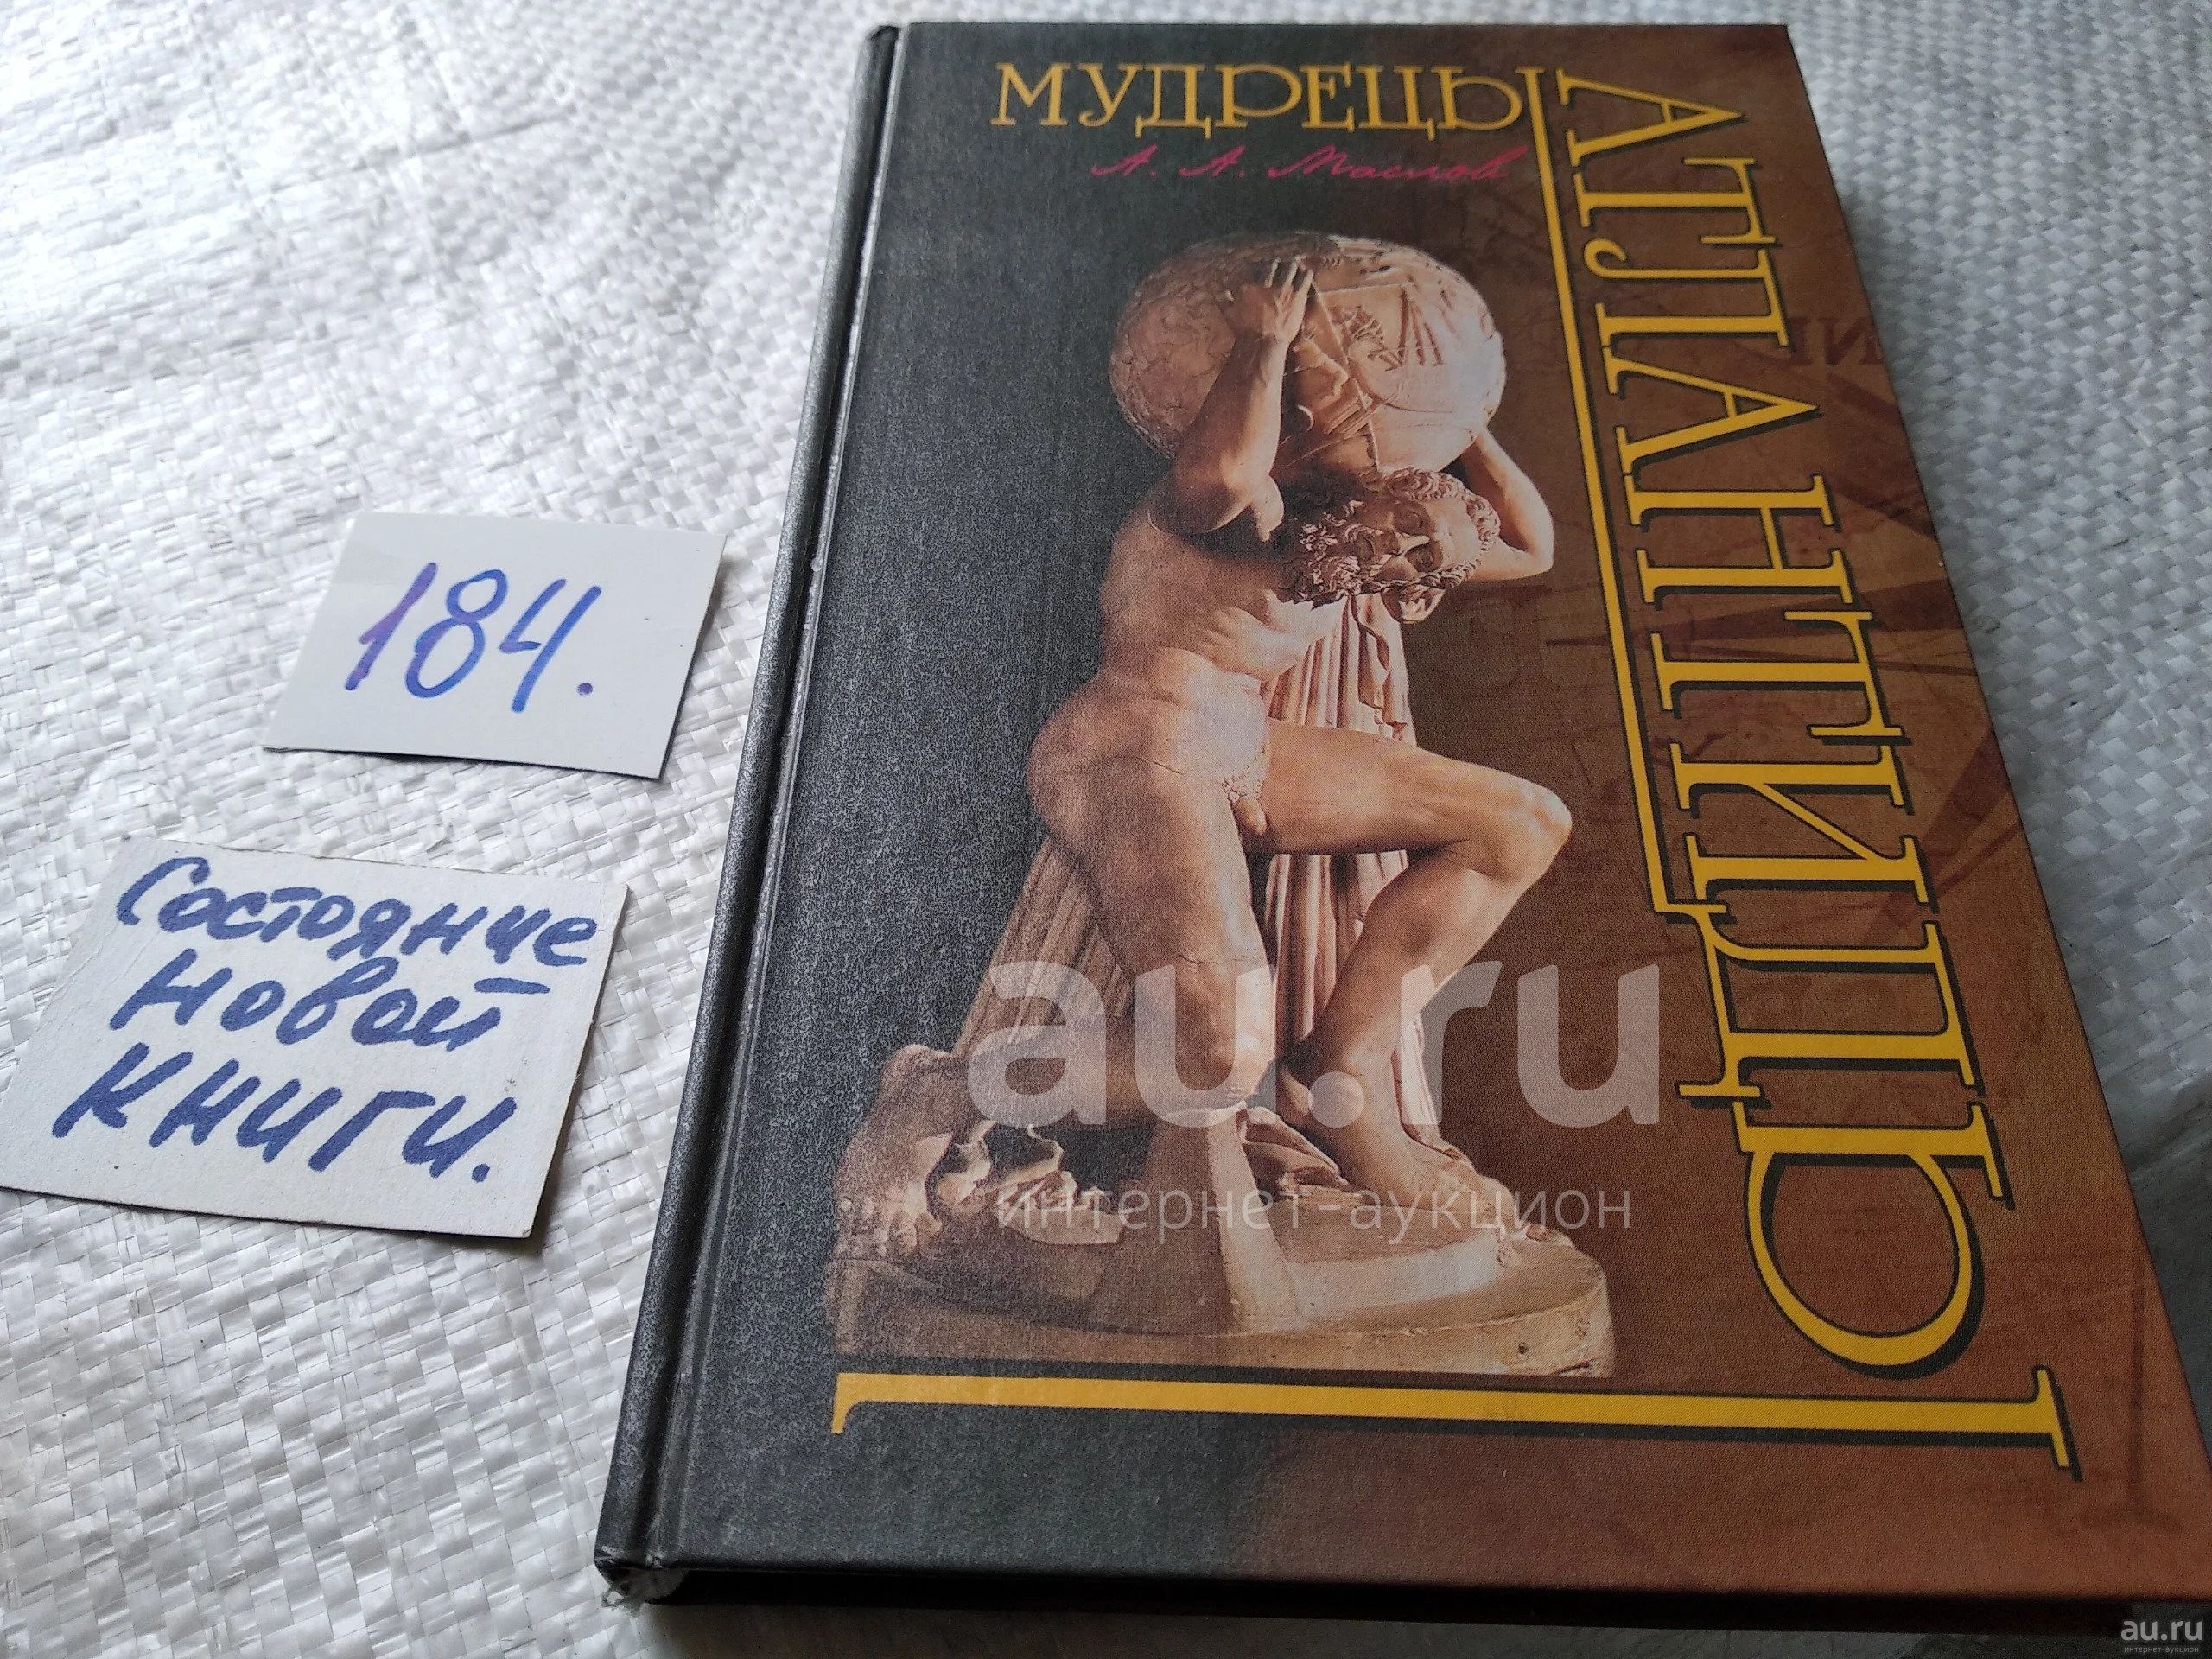 МУДРЕЦЫ
АТЛАНТИДЫ
А. А. Маслов
184.
Состояние
новой
книги.
au.ru
интернет-аукцион
au.ru
интернет-аукцион